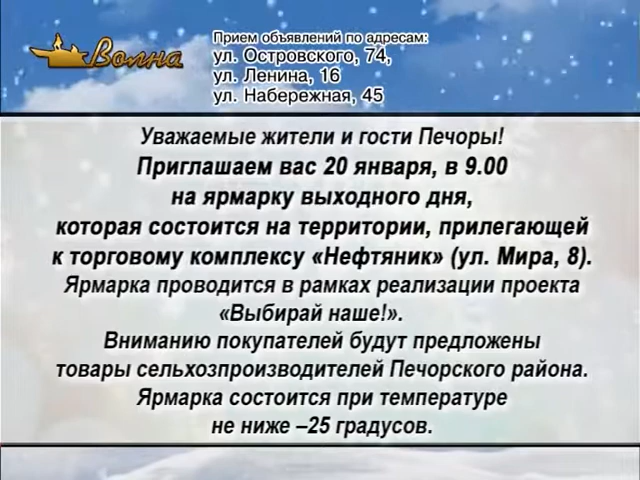 Волна
Прием объявлений по адресам:
ул. Островского, 74,
ул. Ленина, 16
ул. Набережная, 45
Уважаемые жители и гости Печоры!
Приглашаем вас 20 января, в 9.00
на ярмарку выходного дня,
которая состоится на территории, прилегающей
к торговому комплексу «Нефтяник» (ул. Мира, 8).
Ярмарка проводится в рамках реализации проекта
«Выбирай наше!».
Вниманию покупателей будут предложены
товары сельхозпроизводителей Печорского района.
Ярмарка состоится при температуре
не ниже –25 градусов.